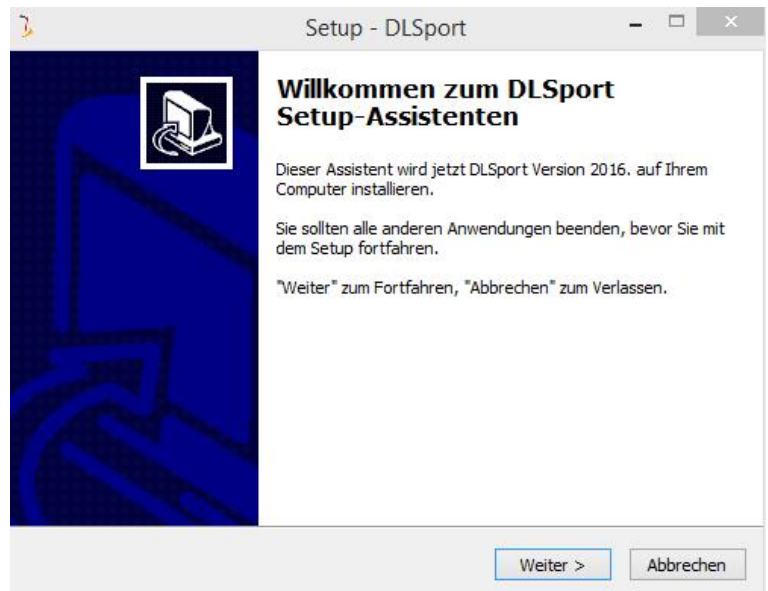 Setup - DLSport
Willkommen zum DLSport
Setup-Assistenten
Dieser Assistent wird jetzt DLSport Version 2016. auf Ihrem
Computer installieren.
Sie sollten alle anderen Anwendungen beenden, bevor Sie mit
dem Setup fortfahren.
"Weiter" zum Fortfahren, "Abbrechen" zum Verlassen.
Weiter >
Abbrechen